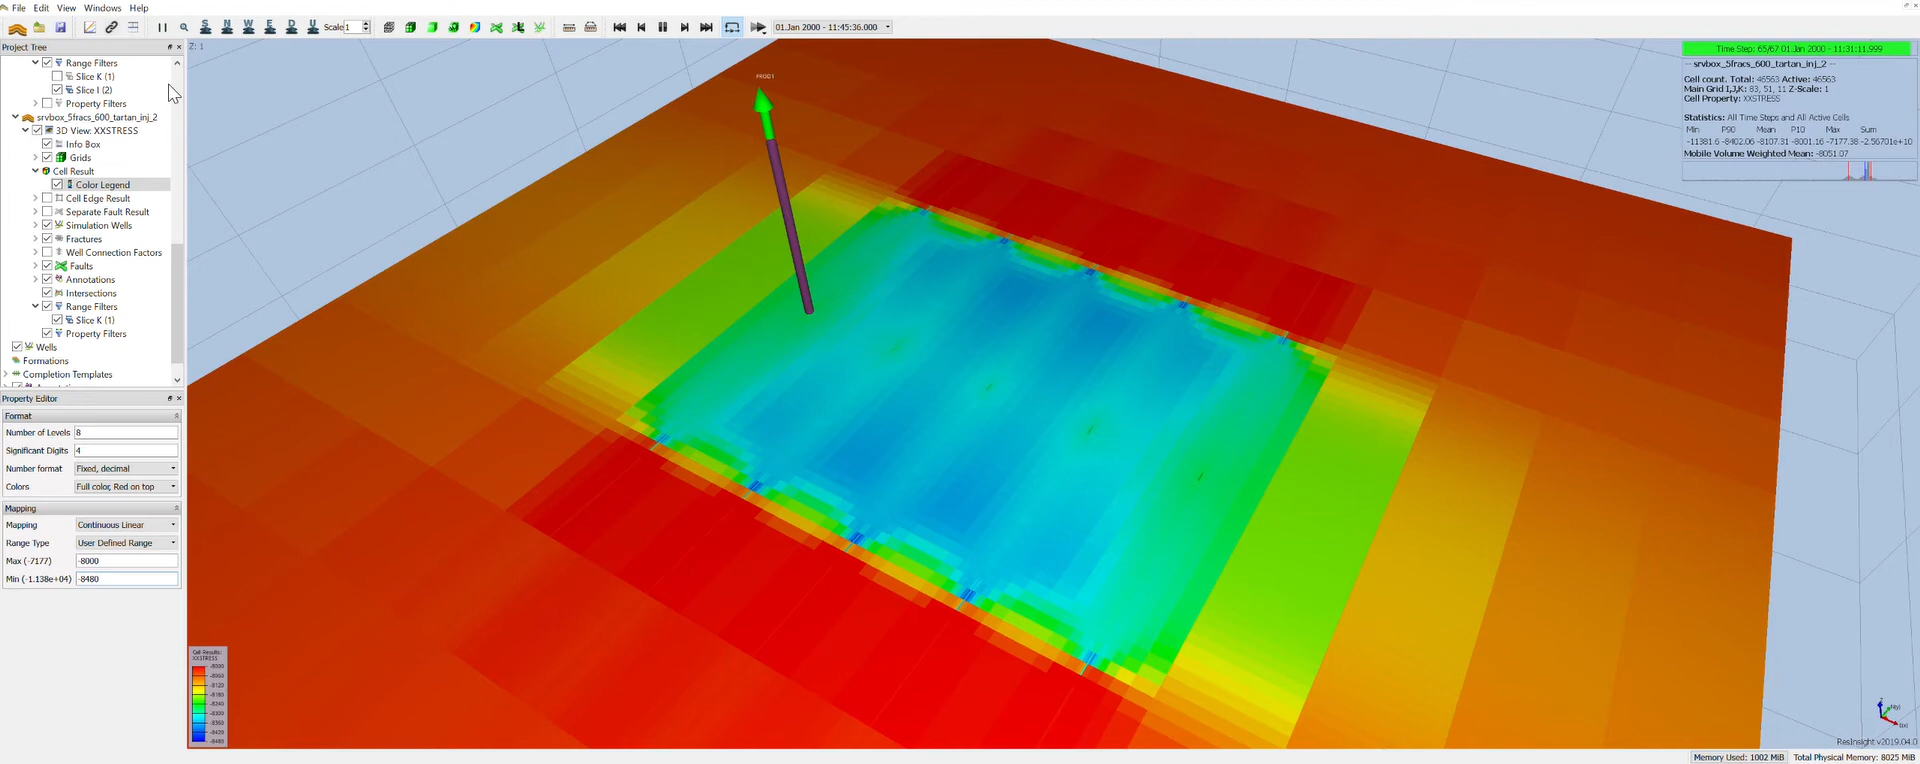 File Edit View Windows Help
S N W E D U Scale 1 01.Jan 2000 - 11:45:36.000
Project Tree
Range Filters
Slice K (1)
Slice I (2)
Property Filters
srvbox_5fracs_600_tartan_inj_2
3D View: XXSTRESS
Info Box
Grids
Cell Result
Color Legend
Cell Edge Result
Separate Fault Result
Simulation Wells
Fractures
Well Connection Factors
Faults
Annotations
Intersections
Range Filters
Slice K (1)
Property Filters
Wells
Formations
Completion Templates
Property Editor
Format
Number of Levels 8
Significant Digits 4
Number format Fixed, decimal
Colors Full color, Red on top
Mapping
Mapping Continuous Linear
Range Type User Defined Range
Max (-7177) -8000
Min (-1.138e+04) -8480
Z: 1
PROD1
Time Step: 65/67 01.Jan 2000 - 11:31:11.999
-- srvbox_5fracs_600_tartan_inj_2 --
Cell count. Total: 46563 Active: 46563
Main Grid I,J,K: 83, 51, 11 Z-Scale: 1
Cell Property: XXSTRESS
Statistics: All Time Steps and All Active Cells
Min P90 Mean P10 Max Sum
-11381.6 -8402.06 -8107.31 -8001.16 -7177.38 -2.56701e+10
Mobile Volume Weighted Mean: -8051.07
Cell Results:
XXSTRESS
-8000
-8060
-8120
-8180
-8240
-8300
-8360
-8420
-8480
ResInsight v2019.04.0
Memory Used: 1002 MiB Total Physical Memory: 8025 MiB